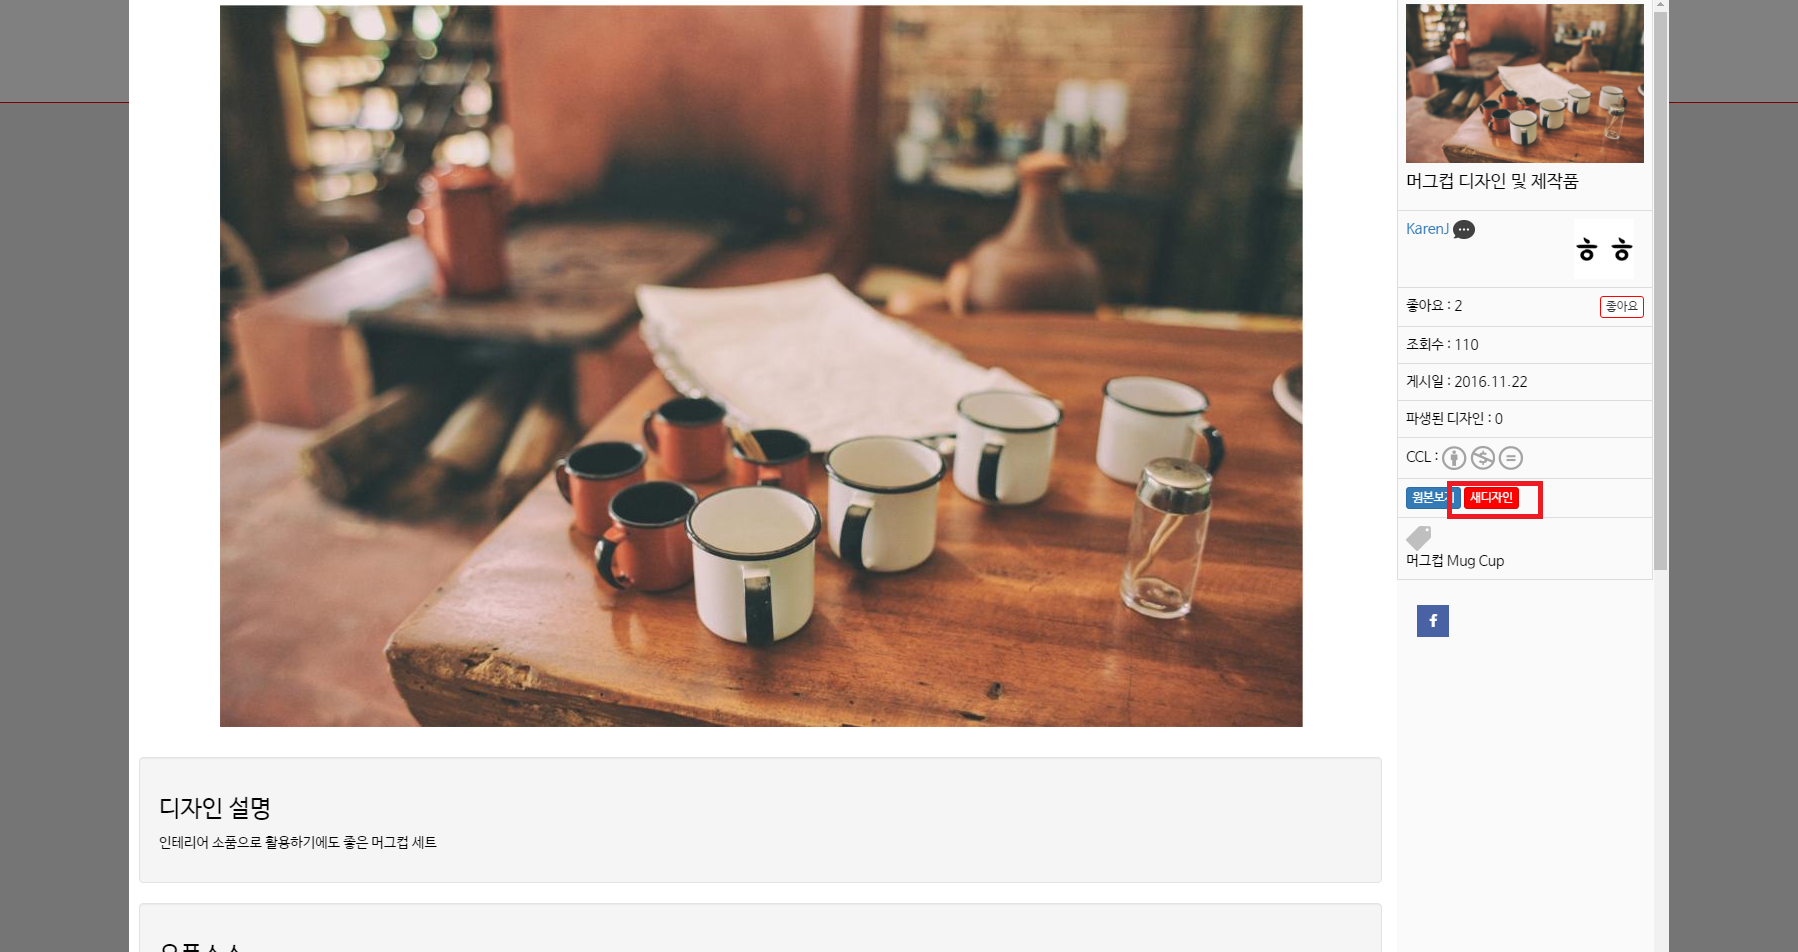 머그컵 디자인 및 제작품
KarenJ
ㅎ ㅎ
좋아요 : 2 좋아요
조회수 : 110
게시일 : 2016.11.22
파생된 디자인 : 0
CCL :
원본보기 새디자인
머그컵 Mug Cup
f
디자인 설명
인테리어 소품으로 활용하기에도 좋은 머그컵 세트